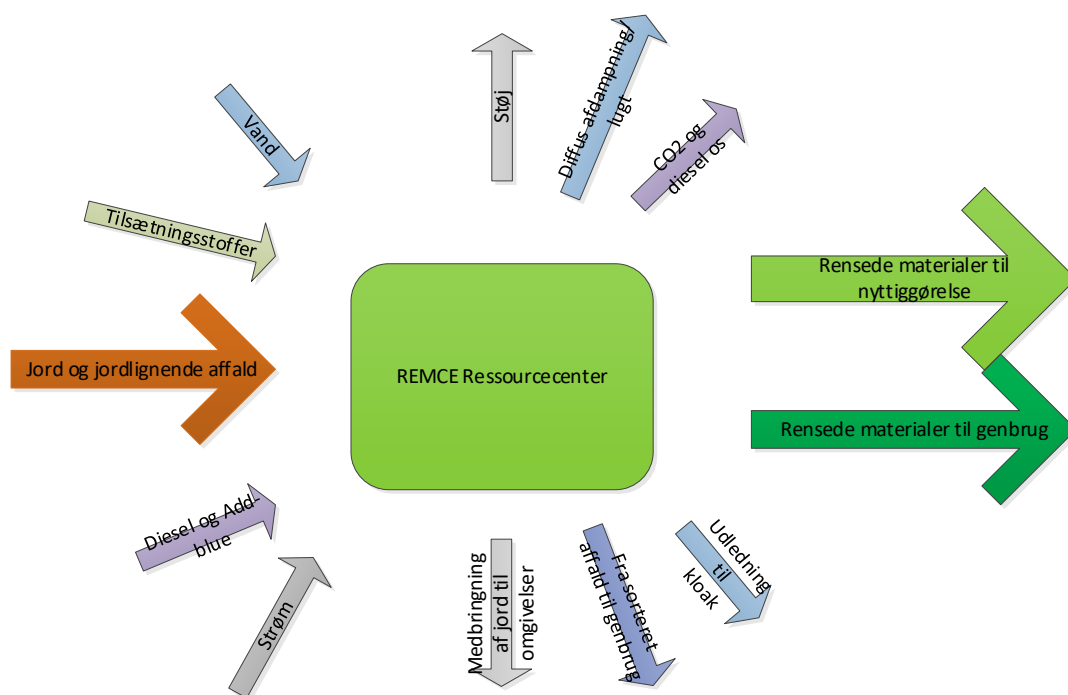 Støj
Diffus afdampning/
lugt
CO2 og
diesel os
Vand
Tilsætningsstoffer
Rensede materialer til
nyttiggørelse
Jord og jordlignende affald
REMCE Ressourcecenter
Rensede materialer til genbrug
Diesel og Add-
blue
Strøm
Medbringning
af jord til
omgivelser
Fra sorteret
affald til genbrug
Udledning
til
kloak